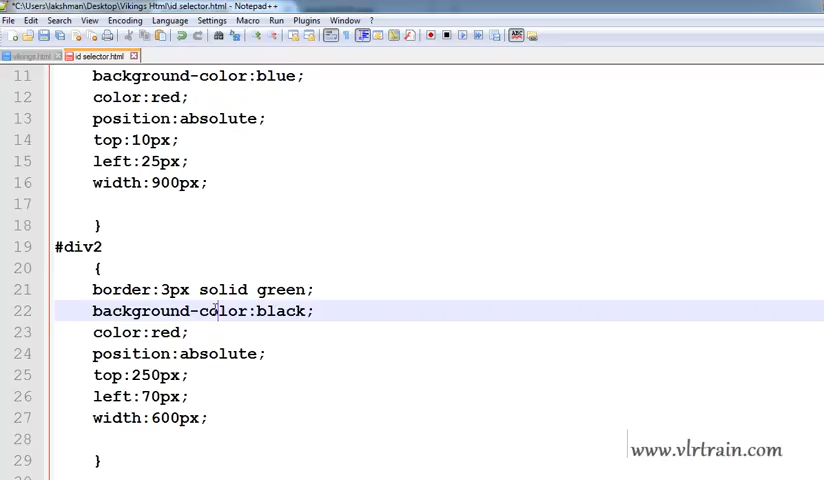 *C:\Users\lakshman\Desktop\Vikings Html\id selector.html - Notepad++
File Edit Search View Encoding Language Settings Macro Run Plugins Window ?
vikings.html id selector.html
11 background-color:blue;
12 color:red;
13 position:absolute;
14 top:10px;
15 left:25px;
16 width:900px;
17
18 }
19 #div2
20 {
21 border:3px solid green;
22 background-color:black;
23 color:red;
24 position:absolute;
25 top:250px;
26 left:70px;
27 width:600px;
28
29 }
www.vlrtrain.com